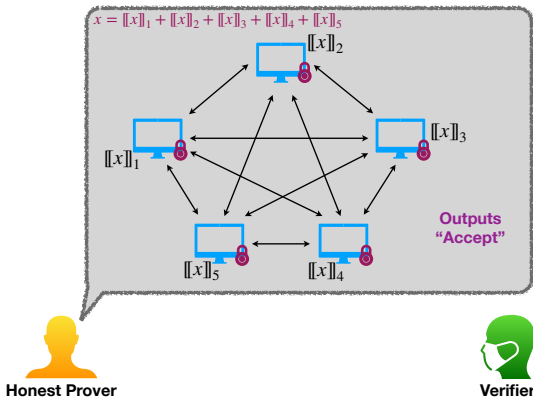 x = ⟦x⟧₁ + ⟦x⟧₂ + ⟦x⟧₃ + ⟦x⟧₄ + ⟦x⟧₅
⟦x⟧₂
⟦x⟧₁
⟦x⟧₃
Outputs
“Accept”
⟦x⟧₅
⟦x⟧₄
Honest Prover
Verifier